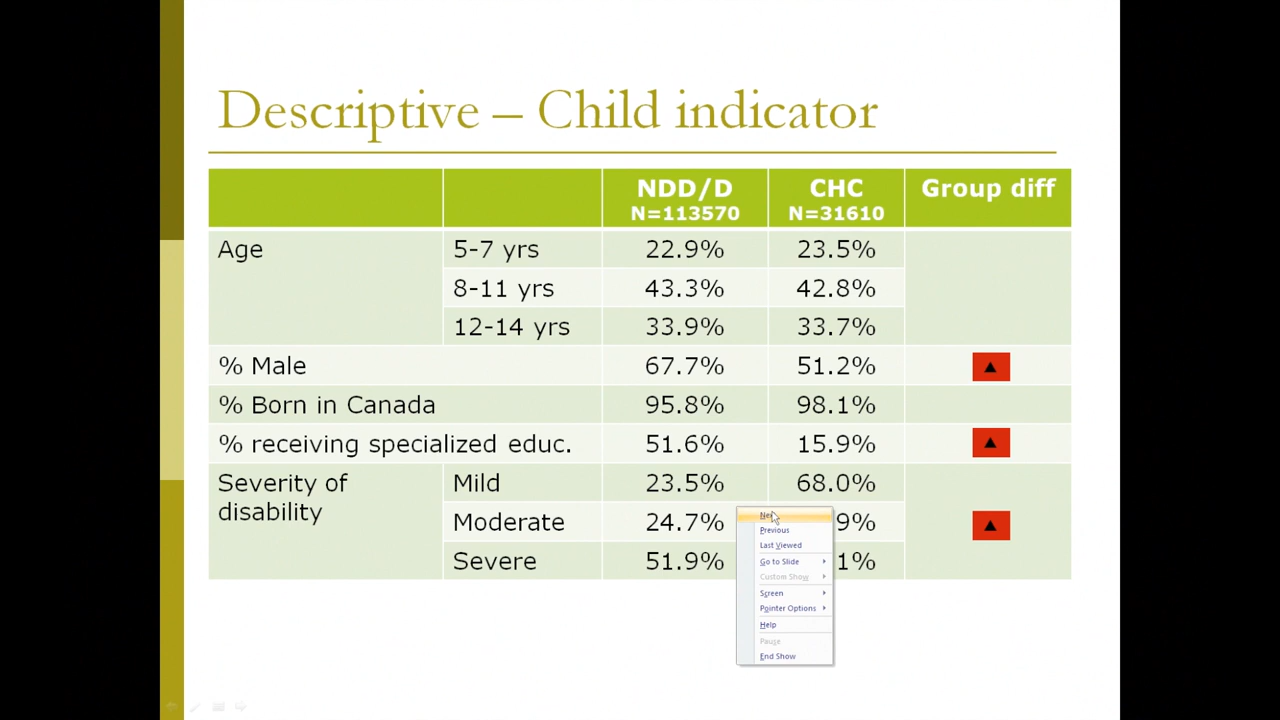 Descriptive – Child indicator
NDD/D CHC Group diff
N=113570 N=31610
Age 5-7 yrs 22.9% 23.5%
8-11 yrs 43.3% 42.8%
12-14 yrs 33.9% 33.7%
% Male 67.7% 51.2%
% Born in Canada 95.8% 98.1%
% receiving specialized educ. 51.6% 15.9%
Severity of Mild 23.5% 68.0%
disability
Moderate 24.7% 9%
Severe 51.9% 1%
Previous
Last Viewed
Go to Slide
Custom Show
Screen
Pointer Options
Help
Pause
End Show